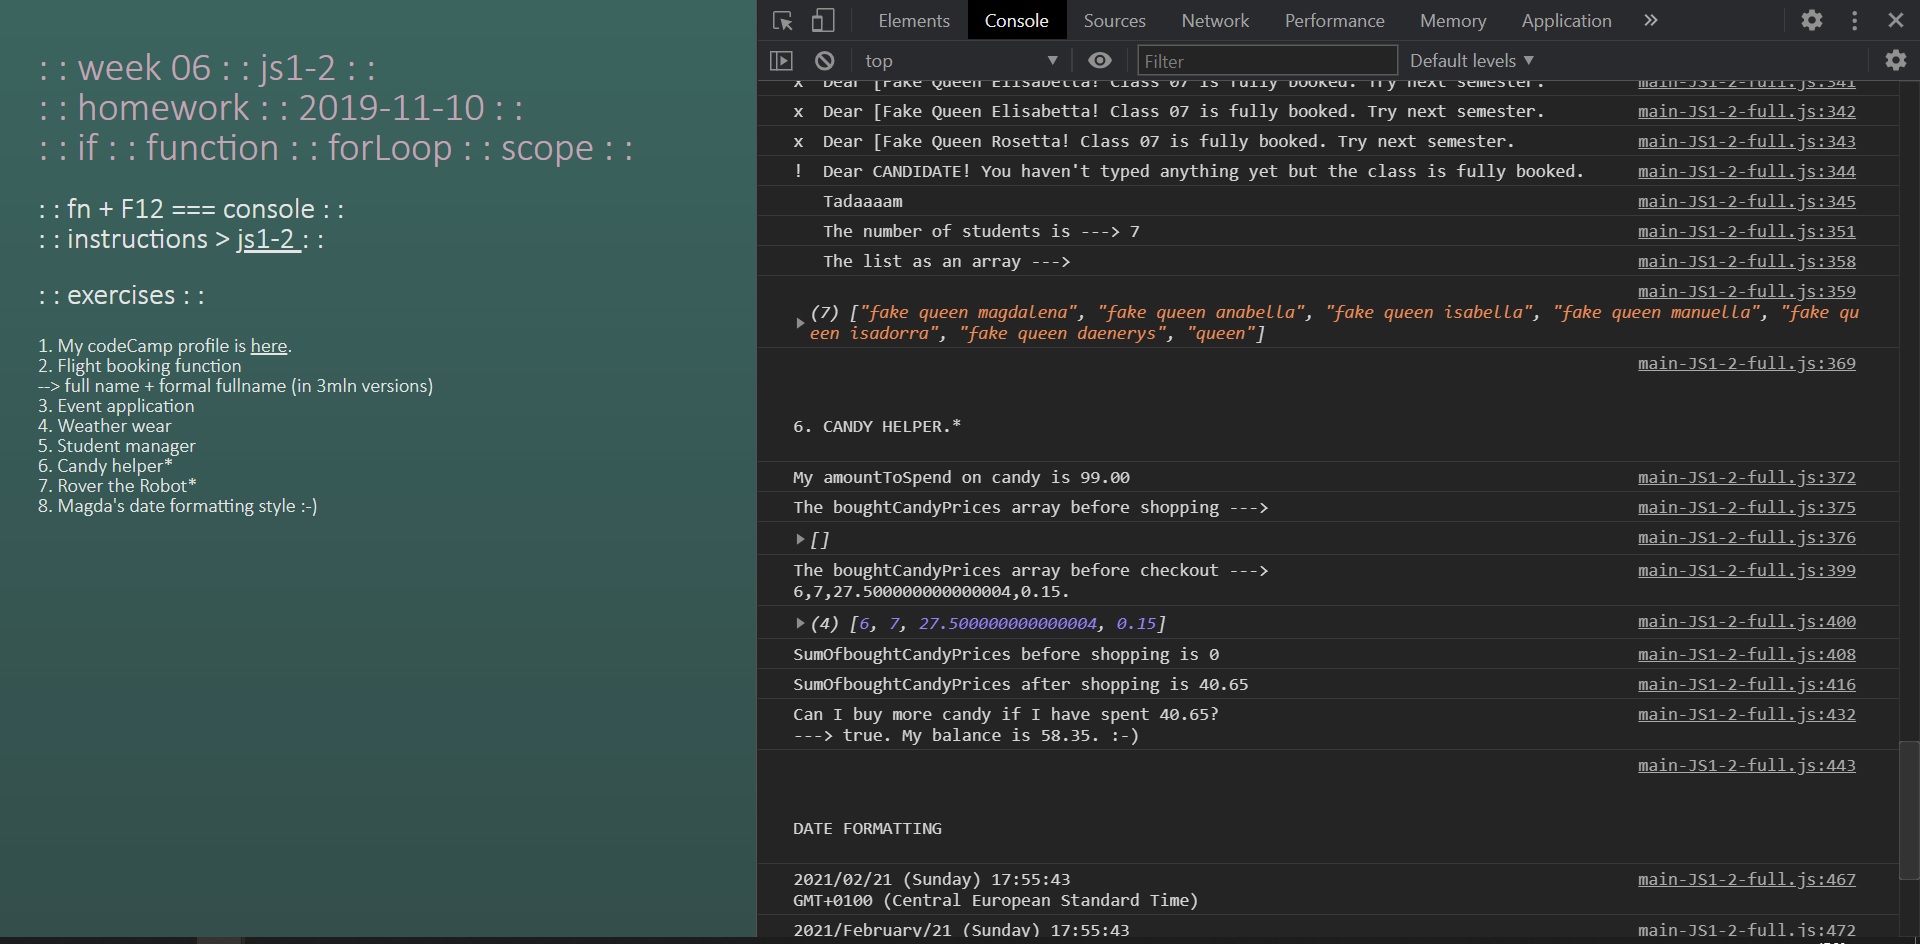 : : week 06 : : js1-2 : :
: : homework : : 2019-11-10 : :
: : if : : function : : forLoop : : scope : :
: : fn + F12 === console : :
: : instructions > js1-2 : :
: : exercises : :
1. My codeCamp profile is here.
2. Flight booking function
--> full name + formal fullname (in 3mln versions)
3. Event application
4. Weather wear
5. Student manager
6. Candy helper*
7. Rover the Robot*
8. Magda's date formatting style :-)
Elements Console Sources Network Performance Memory Application »
top ▼ Filter Default levels ▼
x Dear [Fake Queen Elisabetta! Class 07 is fully booked. Try next semester. main-JS1-2-full.js:341
x Dear [Fake Queen Elisabetta! Class 07 is fully booked. Try next semester. main-JS1-2-full.js:342
x Dear [Fake Queen Rosetta! Class 07 is fully booked. Try next semester. main-JS1-2-full.js:343
! Dear CANDIDATE! You haven't typed anything yet but the class is fully booked. main-JS1-2-full.js:344
Tadaaaam main-JS1-2-full.js:345
The number of students is ---> 7 main-JS1-2-full.js:351
The list as an array ---> main-JS1-2-full.js:358
main-JS1-2-full.js:359
(7) ["fake queen magdalena", "fake queen anabella", "fake queen isabella", "fake queen manuella", "fake qu
een isadorra", "fake queen daenerys", "queen"]
main-JS1-2-full.js:369
6. CANDY HELPER.*
My amountToSpend on candy is 99.00 main-JS1-2-full.js:372
The boughtCandyPrices array before shopping ---> main-JS1-2-full.js:375
[] main-JS1-2-full.js:376
The boughtCandyPrices array before checkout ---> main-JS1-2-full.js:399
6,7,27.500000000000004,0.15.
(4) [6, 7, 27.500000000000004, 0.15] main-JS1-2-full.js:400
SumOfboughtCandyPrices before shopping is 0 main-JS1-2-full.js:408
SumOfboughtCandyPrices after shopping is 40.65 main-JS1-2-full.js:416
Can I buy more candy if I have spent 40.65? main-JS1-2-full.js:432
---> true. My balance is 58.35. :-)
main-JS1-2-full.js:443
DATE FORMATTING
2021/02/21 (Sunday) 17:55:43 main-JS1-2-full.js:467
GMT+0100 (Central European Standard Time)
2021/February/21 (Sunday) 17:55:43 main-JS1-2-full.js:472